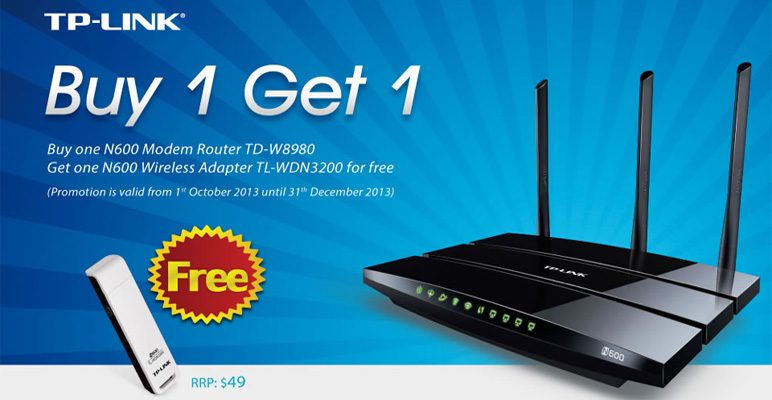 TP-LINK®
Buy 1 Get 1
Buy one N600 Modem Router TD-W8980
Get one N600 Wireless Adapter TL-WDN3200 for free
(Promotion is valid from 1st October 2013 until 31th December 2013)
Free
TP-LINK
TP-LINK
N600
RRP: $49